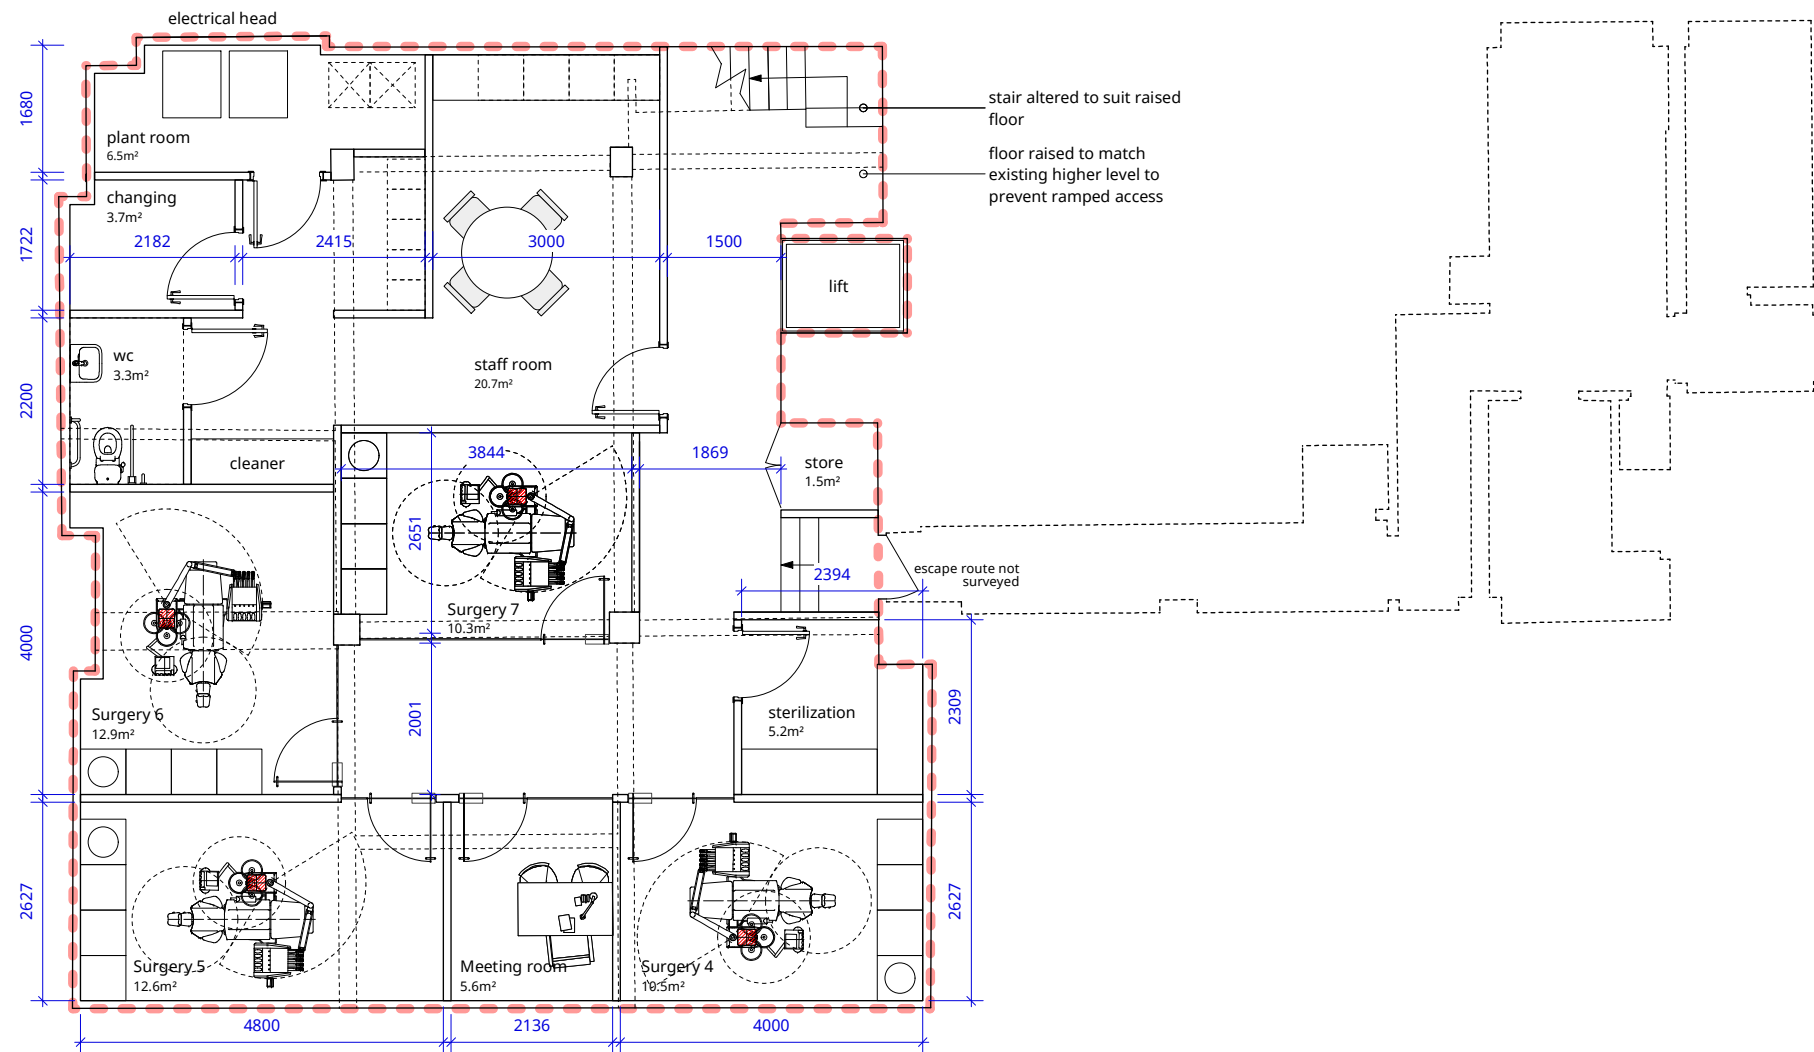 electrical head
stair altered to suit raised
floor
1680
plant room
6.5m²
floor raised to match
existing higher level to
prevent ramped access
changing
3.7m²
1722
2182
2415
3000
1500
lift
wc
3.3m²
staff room
20.7m²
2200
3844
1869
cleaner
store
1.5m²
2651
escape route not
surveyed
2394
Surgery 7
10.3m²
4000
Surgery 6
12.9m²
2001
sterilization
5.2m²
2309
2627
2627
Surgery 5
12.6m²
Meeting room
5.6m²
Surgery 4
10.5m²
4800
2136
4000